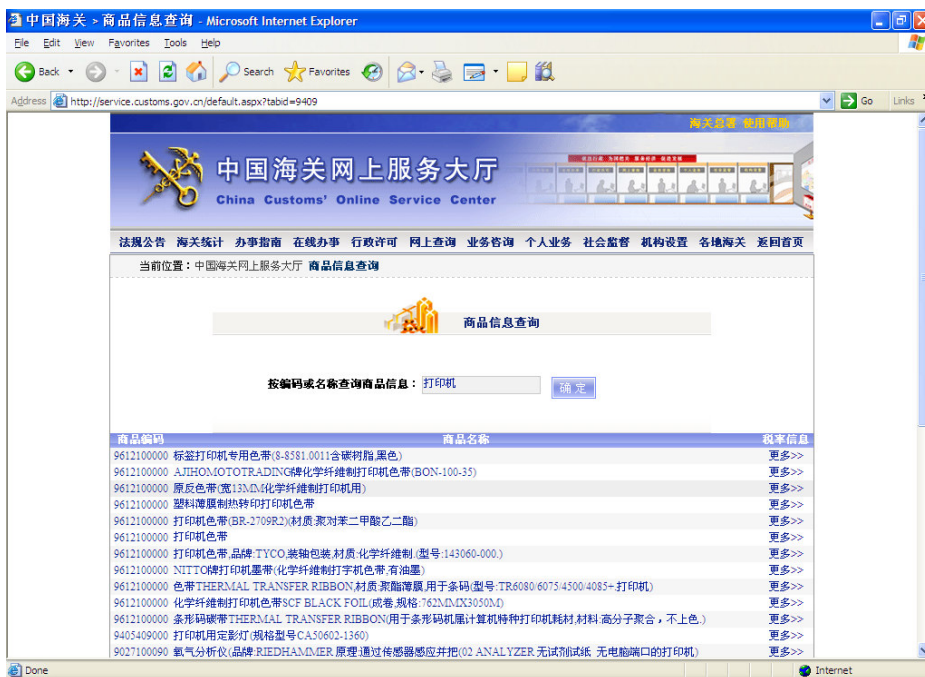 中国海关 > 商品信息查询 - Microsoft Internet Explorer
File Edit View Favorites Tools Help
Back Search Favorites
Address http://service.customs.gov.cn/default.aspx?tabid=9409 Go Links
海关总署 使用帮助
中国海关网上服务大厅
China Customs' Online Service Center
法规公告 海关统计 办事指南 在线办事 行政许可 网上查询 业务咨询 个人业务 社会监督 机构设置 各地海关 返回首页
当前位置：中国海关网上服务大厅 商品信息查询
商品信息查询
按编码或名称查询商品信息： 打印机 确 定
商品编码 商品名称 税率信息
9612100000 标签打印机专用色带(8-8581.0011含碳树脂,黑色) 更多>>
9612100000 AJIHOMOTOTRADING牌化学纤维制打印机色带(BON-100-35) 更多>>
9612100000 原反色带(宽13MM化学纤维制打印机用) 更多>>
9612100000 塑料薄膜制热转印打印机色带 更多>>
9612100000 打印机色带(BR-2709R2)(材质:聚对苯二甲酸乙二酯) 更多>>
9612100000 打印机色带 更多>>
9612100000 打印机色带,品牌:TYCO,装轴包装,材质:化学纤维制.(型号:143060-000.) 更多>>
9612100000 NITTO牌打印机墨带(化学纤维制打字机色带,有油墨) 更多>>
9612100000 色带THERMAL TRANSFER RIBBON,材质:聚酯薄膜,用于条码(型号:TR6080/6075/4500/4085+.打印机) 更多>>
9612100000 化学纤维制打印机色带SCF BLACK FOIL(成卷,规格:762MMX3050M) 更多>>
9612100000 条形码碳带THERMAL TRANSFER RIBBON(用于条形码机属计算机特种打印机耗材,材料:高分子聚合，不上色.) 更多>>
9405409000 打印机用定影灯(规格型号CA50602-1360) 更多>>
9027100090 氧气分析仪(品牌:RIEDHAMMER 原理:通过传感器感应并把(02 ANALYZER 无试剂试纸 无电脑端口的打印机) 更多>>
Done Internet